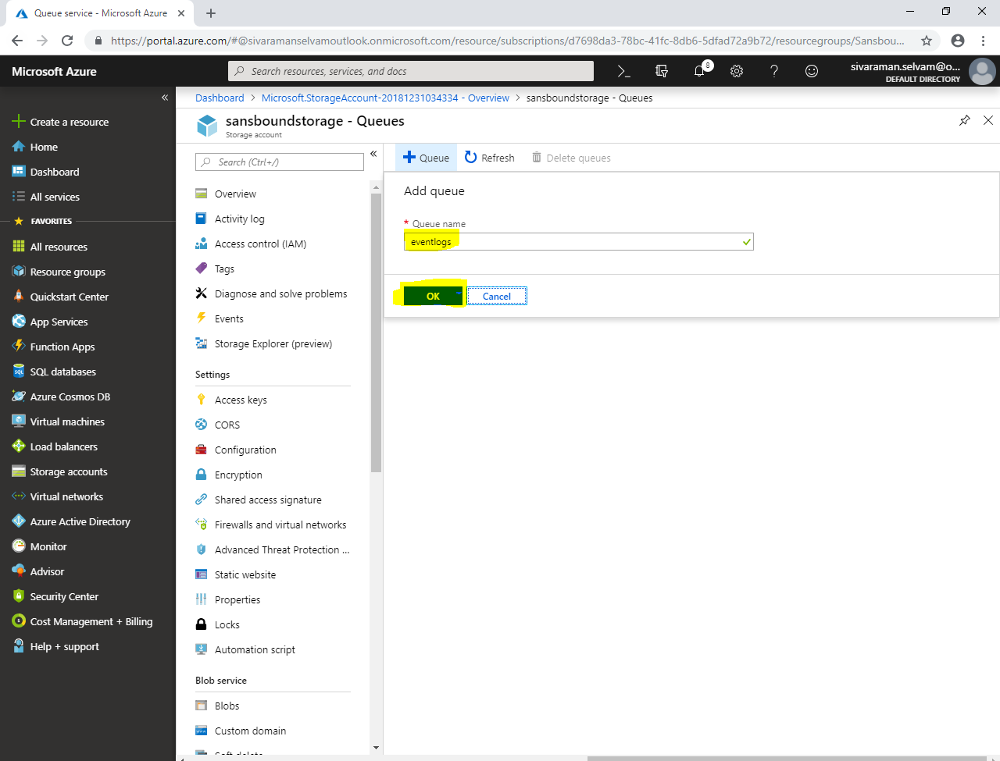 Queue service - Microsoft Azure
https://portal.azure.com/#@sivaramanselvamoutlook.onmicrosoft.com/resource/subscriptions/d7698da3-78bc-41fc-8db6-5dfad72a9b72/resourcegroups/Sansbou...
Microsoft Azure
Search resources, services, and docs
8
sivaraman.selvam@o...
DEFAULT DIRECTORY
Create a resource
Home
Dashboard
All services
FAVORITES
All resources
Resource groups
Quickstart Center
App Services
Function Apps
SQL databases
Azure Cosmos DB
Virtual machines
Load balancers
Storage accounts
Virtual networks
Azure Active Directory
Monitor
Advisor
Security Center
Cost Management + Billing
Help + support
Dashboard > Microsoft.StorageAccount-20181231034334 - Overview > sansboundstorage - Queues
sansboundstorage - Queues
Storage account
Search (Ctrl+/)
Overview
Activity log
Access control (IAM)
Tags
Diagnose and solve problems
Events
Storage Explorer (preview)
Settings
Access keys
CORS
Configuration
Encryption
Shared access signature
Firewalls and virtual networks
Advanced Threat Protection ...
Static website
Properties
Locks
Automation script
Blob service
Blobs
Custom domain
Soft delete
Queue Refresh Delete queues
Add queue
* Queue name
eventlogs
OK Cancel